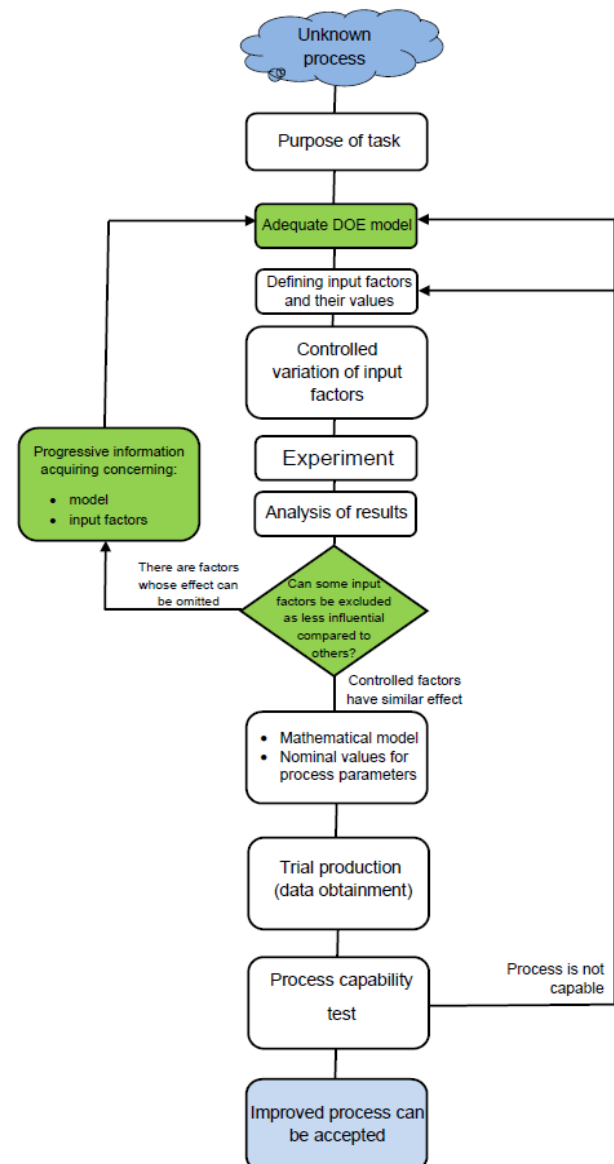 Unknown
process
Purpose of task
Adequate DOE model
Defining input factors
and their values
Controlled
variation of input
factors
Progressive information
acquiring concerning:
• model
• input factors
Experiment
Analysis of results
There are factors
whose effect can
be omitted
Can some input
factors be excluded
as less influential
compared to
others?
Controlled factors
have similar effect
• Mathematical model
• Nominal values for
process parameters
Trial production
(data obtainment)
Process capability
test
Process is not
capable
Improved process can
be accepted